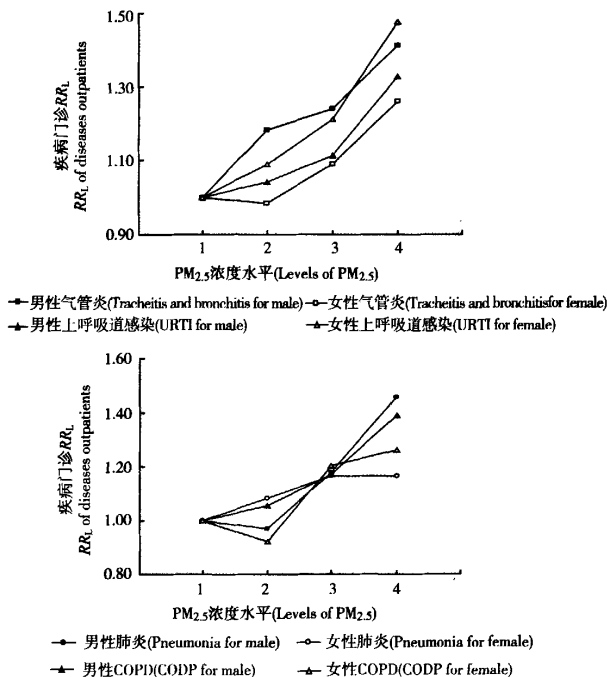 疾病门诊RRL
RRL of diseases outpatients
1.50
1.30
1.10
0.90
1 2 3 4
PM2.5浓度水平(Levels of PM2.5)
男性气管炎(Tracheitis and bronchitis for male) 女性气管炎(Tracheitis and bronchitisfor female)
男性上呼吸道感染(URTI for male) 女性上呼吸道感染(URTI for female)
疾病门诊RRL
RRL of diseases outpatients
1.60
1.40
1.20
1.00
0.80
1 2 3 4
PM2.5浓度水平(Levels of PM2.5)
男性肺炎(Pneumonia for male) 女性肺炎(Pneumonia for female)
男性COPD(CODP for male) 女性COPD(CODP for female)